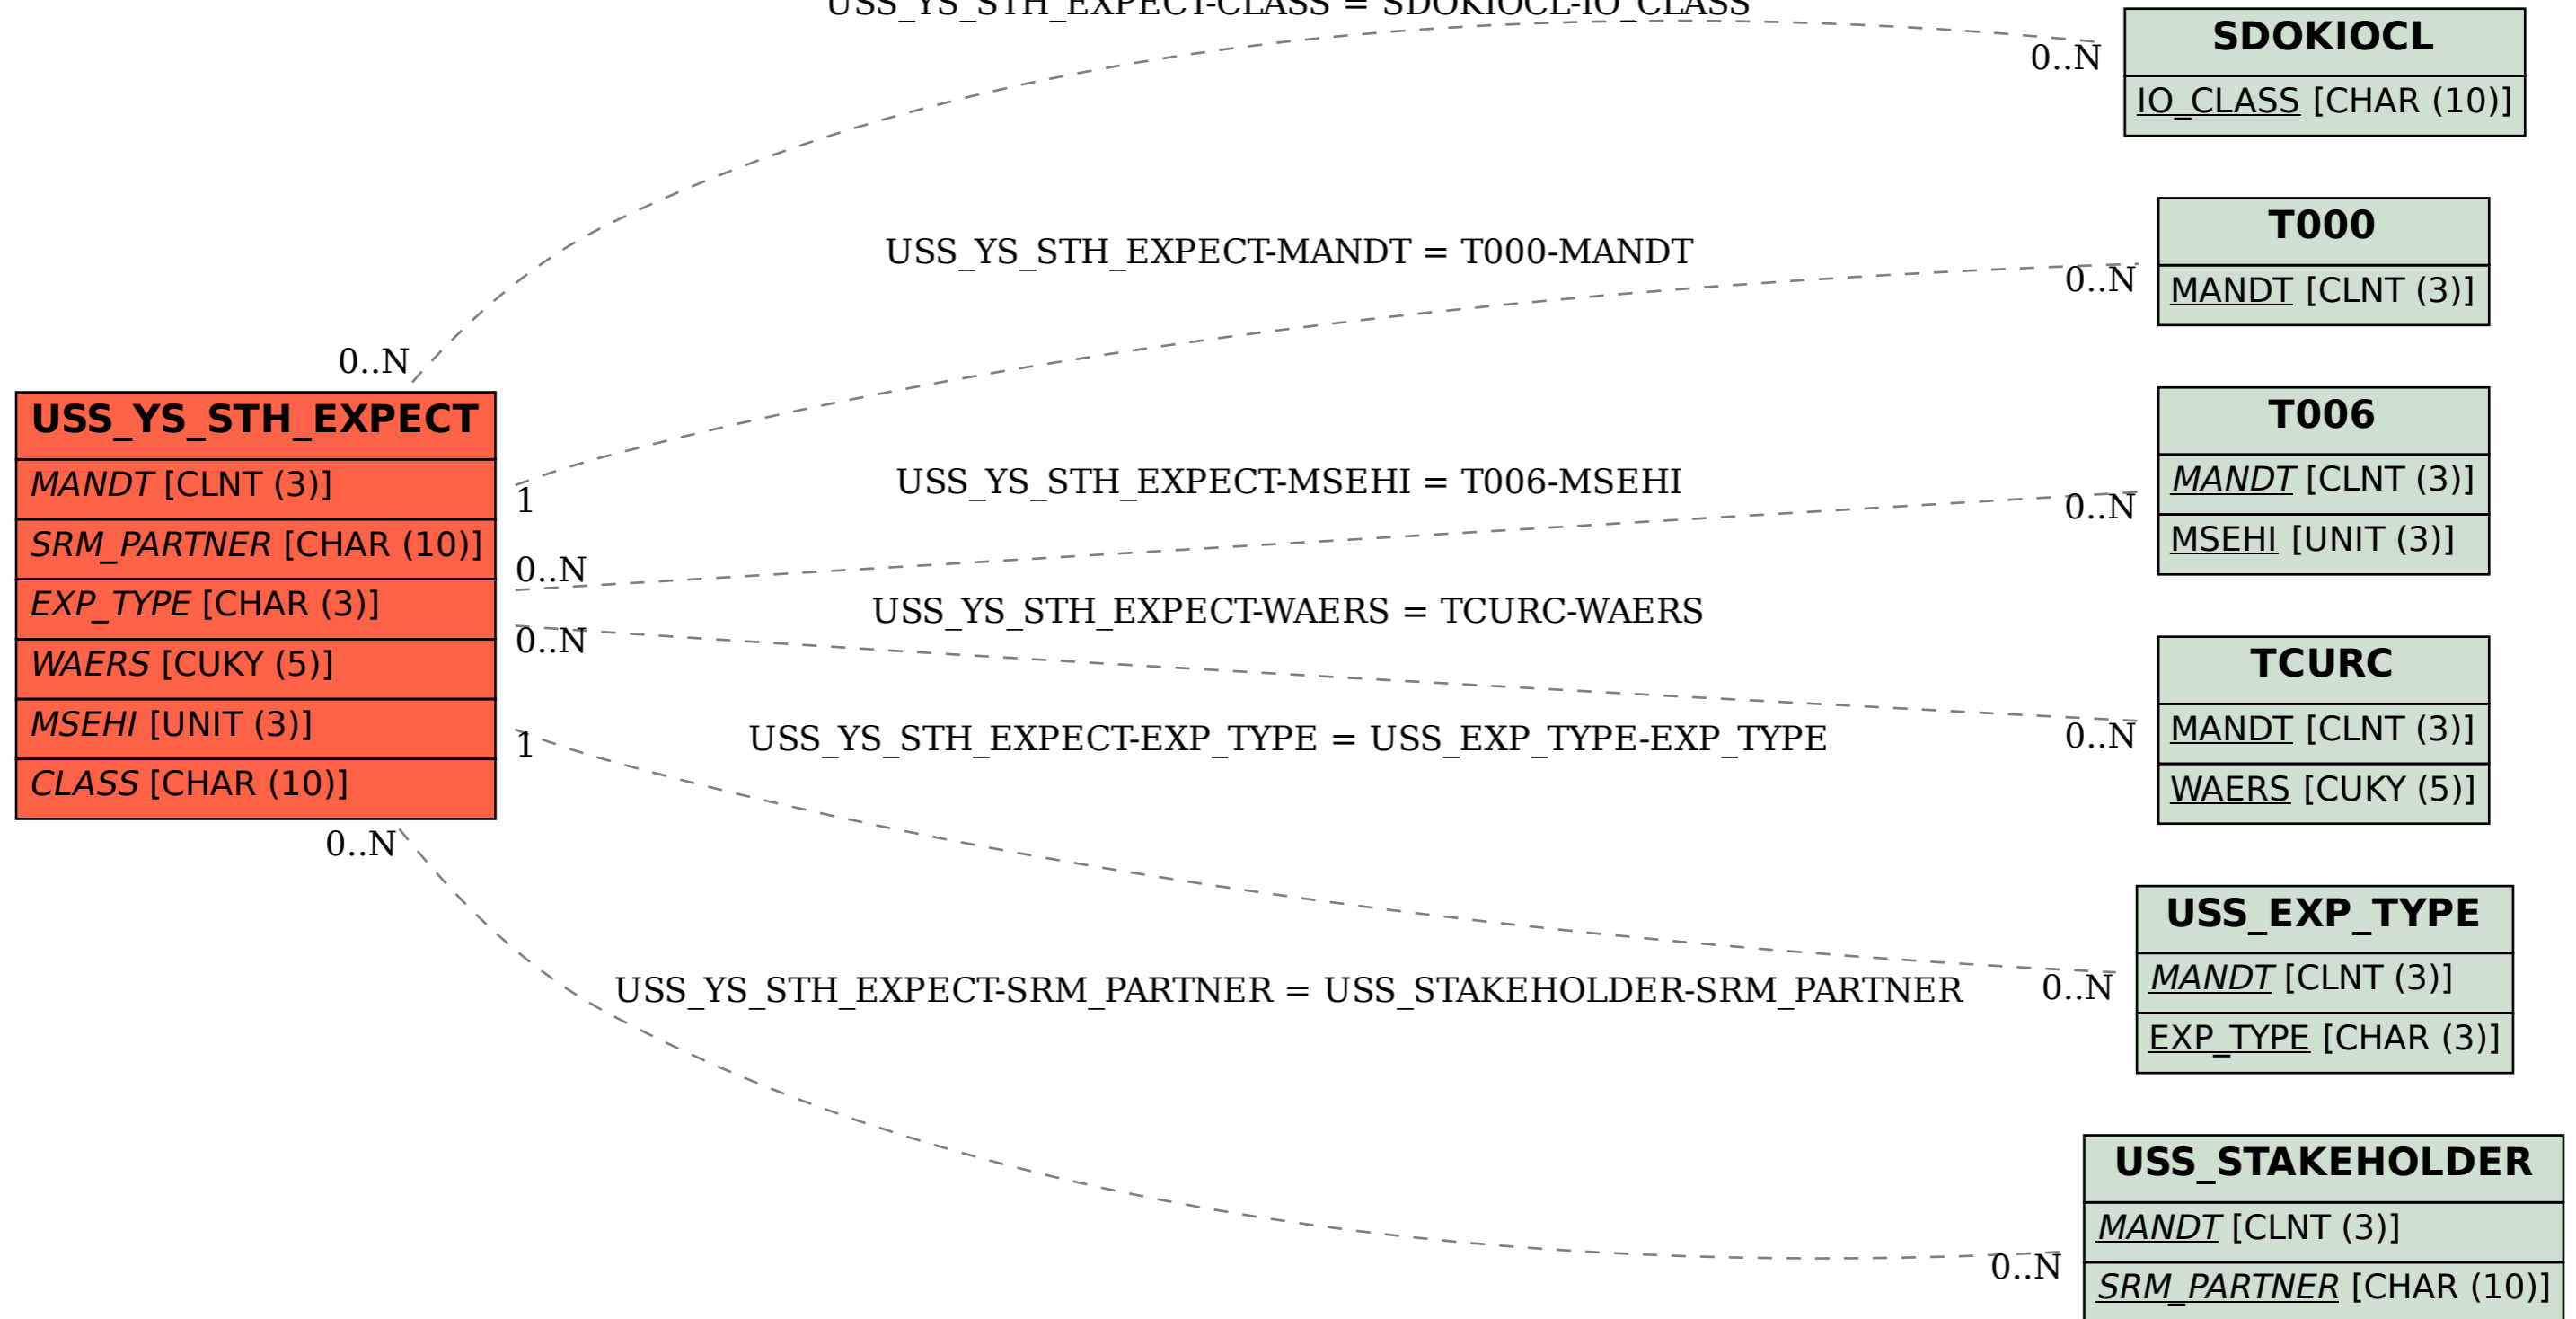 USS_YS_STH_EXPECT-CLASS = SDOKIOCL-IO_CLASS
SDOKIOCL
0..N
IO_CLASS [CHAR (10)]
T000
USS_YS_STH_EXPECT-MANDT = T000-MANDT
0..N
MANDT [CLNT (3)]
0..N
USS_YS_STH_EXPECT
MANDT [CLNT (3)]
SRM_PARTNER [CHAR (10)]
EXP_TYPE [CHAR (3)]
WAERS [CUKY (5)]
MSEHI [UNIT (3)]
CLASS [CHAR (10)]
1
T006
USS_YS_STH_EXPECT-MSEHI = T006-MSEHI
MANDT [CLNT (3)]
0..N
MSEHI [UNIT (3)]
0..N
USS_YS_STH_EXPECT-WAERS = TCURC-WAERS
0..N
TCURC
MANDT [CLNT (3)]
0..N
WAERS [CUKY (5)]
USS_YS_STH_EXPECT-EXP_TYPE = USS_EXP_TYPE-EXP_TYPE
1
0..N
USS_EXP_TYPE
MANDT [CLNT (3)]
0..N
EXP_TYPE [CHAR (3)]
USS_YS_STH_EXPECT-SRM_PARTNER = USS_STAKEHOLDER-SRM_PARTNER
USS_STAKEHOLDER
MANDT [CLNT (3)]
0..N
SRM_PARTNER [CHAR (10)]